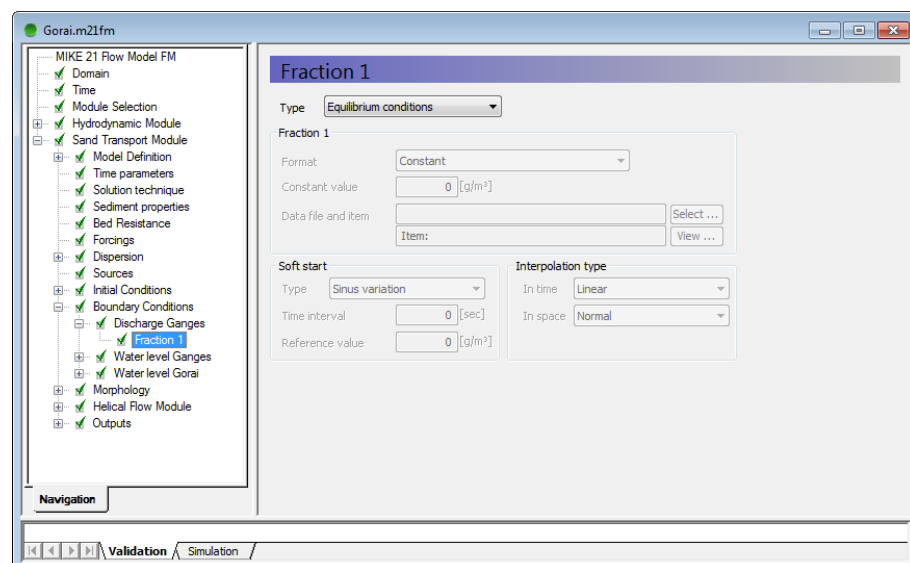 Gorai.m21fm
MIKE 21 Flow Model FM
Domain
Time
Module Selection
Hydrodynamic Module
Sand Transport Module
Model Definition
Time parameters
Solution technique
Sediment properties
Bed Resistance
Forcings
Dispersion
Sources
Initial Conditions
Boundary Conditions
Discharge Ganges
Fraction 1
Water level Ganges
Water level Gorai
Morphology
Helical Flow Module
Outputs
Navigation
Fraction 1
Type Equilibrium conditions
Fraction 1
Format Constant
Constant value 0 [g/m³]
Data file and item Select ...
Item: View ...
Soft start
Type Sinus variation
Time interval 0 [sec]
Reference value 0 [g/m³]
Interpolation type
In time Linear
In space Normal
Validation Simulation